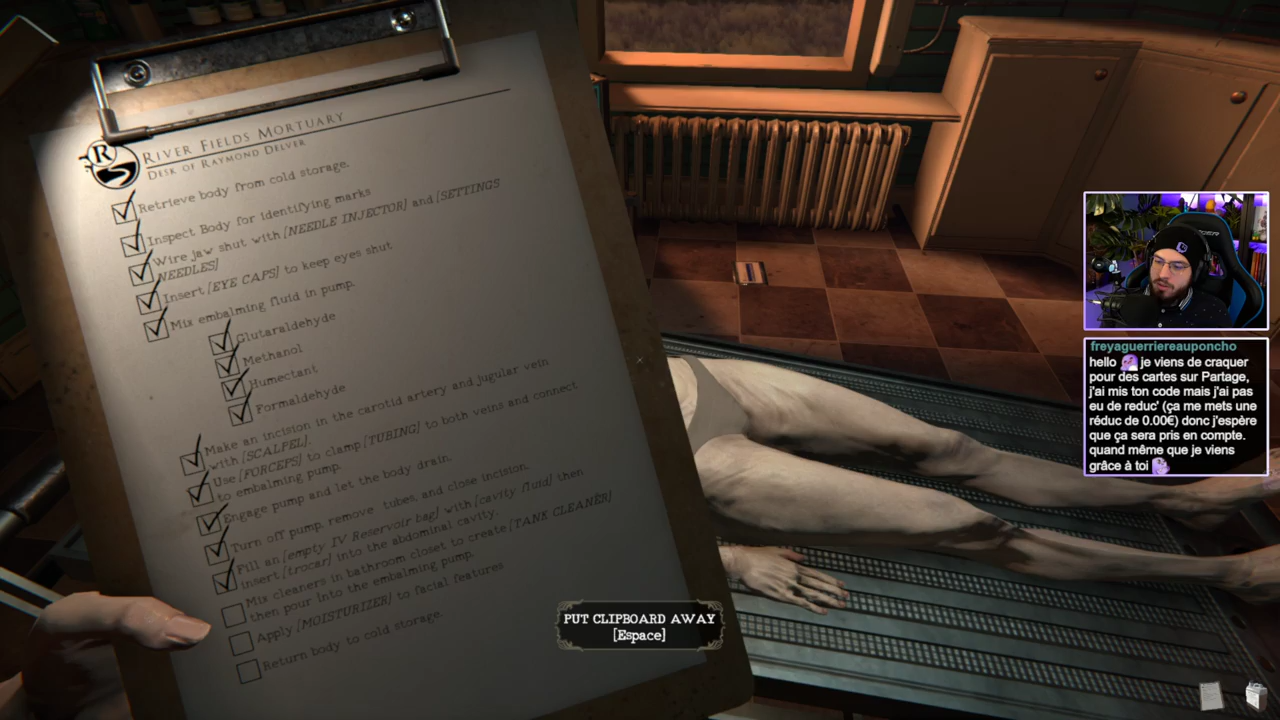 RIVER FIELDS MORTUARY
DESK OF RAYMOND DELVER
Retrieve body from cold storage.
Inspect Body for identifying marks
Wire jaw shut with [NEEDLE INJECTOR] and [SETTINGS
NEEDLES]
Insert [EYE CAPS] to keep eyes shut
Mix embalming fluid in pump.
Glutaraldehyde
Methanol
Humectant
Formaldehyde
Make an incision in the carotid artery and jugular vein
with [SCALPEL].
Use [FORCEPS] to clamp [TUBING] to both veins and connect
to embalming pump.
Engage pump and let the body drain.
Turn off pump, remove tubes, and close incision.
Fill an [empty IV Reservoir bag] with [cavity fluid] then
insert [trocar] into the abdominal cavity.
Mix cleaners in bathroom closet to create [TANK CLEANER]
then pour into the embalming pump.
Apply [MOISTURIZER] to facial features
Return body to cold storage.
PUT CLIPBOARD AWAY
[Espace]
freyaguerriereauponcho
hello je viens de craquer
pour des cartes sur Partage,
j'ai mis ton code mais j'ai pas
eu de reduc' (ça me mets une
réduc de 0.00€) donc j'espère
que ça sera pris en compte.
quand même que je viens
grâce à toi